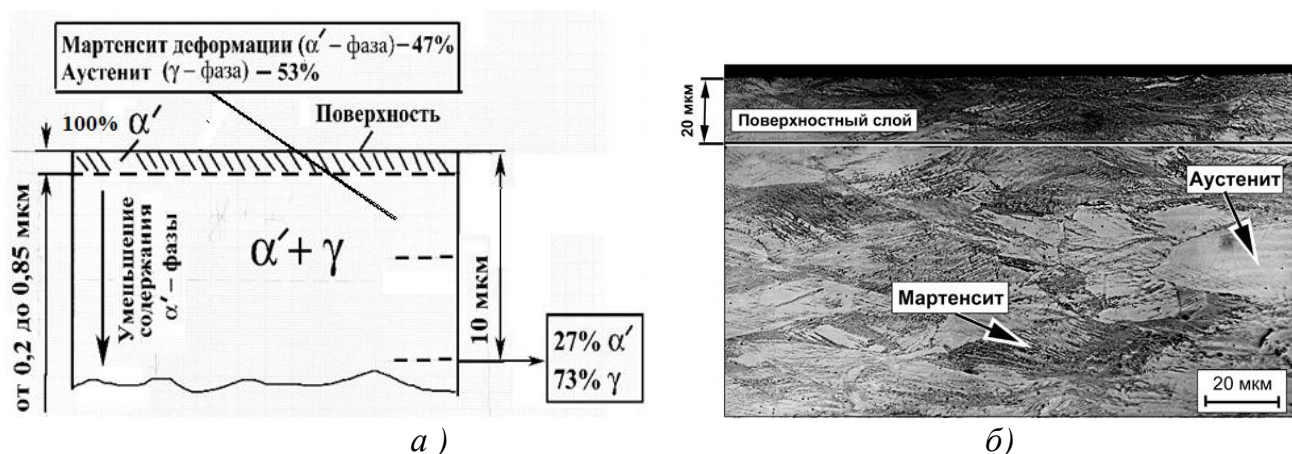 Мартенсит деформации (α′ – фаза) – 47%
Аустенит (γ – фаза) – 53%
100% α′
Поверхность
от 0,2 до 0,85 мкм
Уменьшение
содержания
α′ – фазы
α′+ γ
10 мкм
27% α′
73% γ
а )
20 мкм
Поверхностный слой
Аустенит
Мартенсит
20 мкм
б)